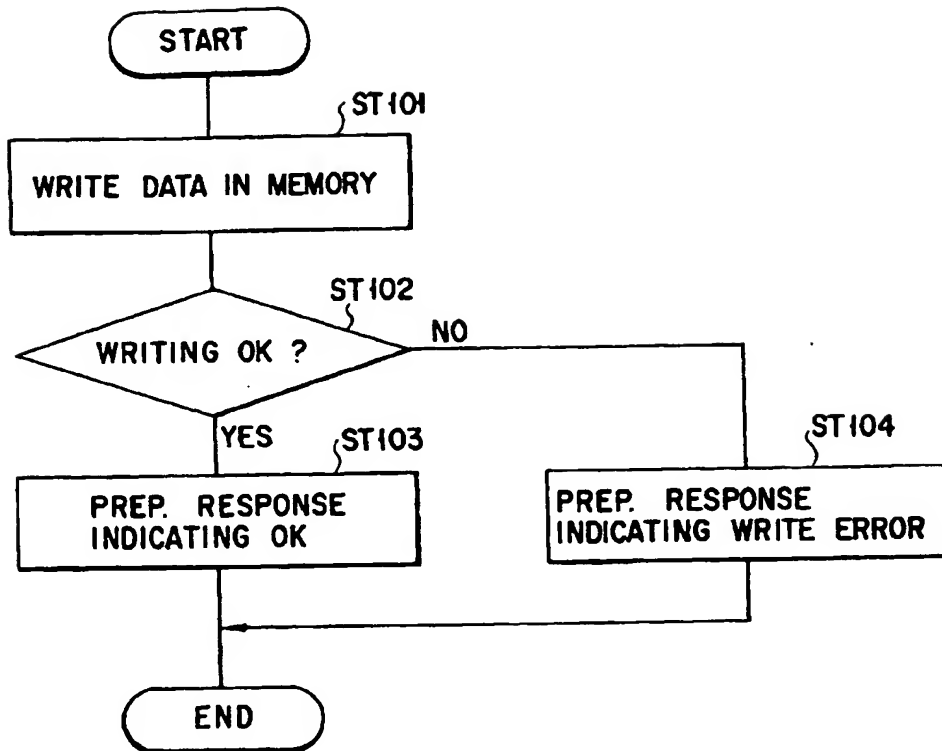 START
ST101
WRITE DATA IN MEMORY
ST102
WRITING OK ?
NO
YES
ST103
ST104
PREP. RESPONSE
INDICATING OK
PREP. RESPONSE
INDICATING WRITE ERROR
END